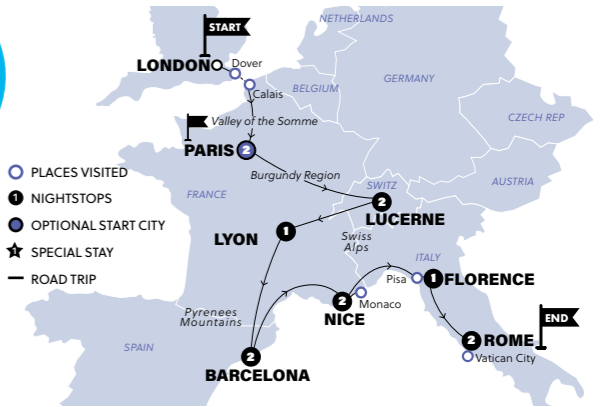 NETHERLANDS
START
LONDON
Dover
Calais
GERMANY
BELGIUM
CZECH REP
Valley of the Somme
PARIS
2
Burgundy Region
PLACES VISITED
1 NIGHTSTOPS
OPTIONAL START CITY
1 SPECIAL STAY
ROAD TRIP
FRANCE
SWITZ
AUSTRIA
2
LUCERNE
LYON
1
Swiss
Alps
ITALY
Pisa
1
FLORENCE
Monaco
2
NICE
Pyrenees
Mountains
END
2
ROME
Vatican City
SPAIN
2
BARCELONA